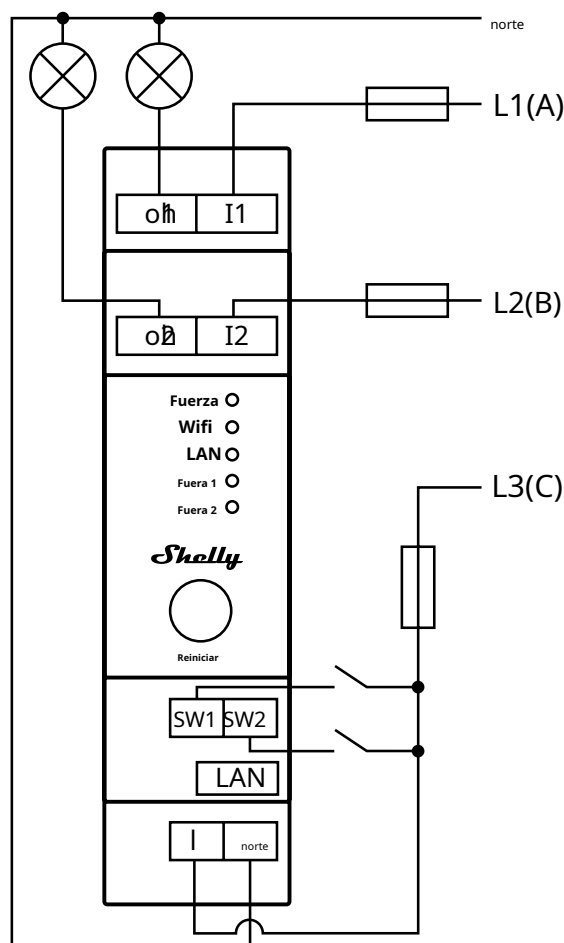 norte
L1(A)
I1
L2(B)
I2
Fuerza
Wifi
LAN
Fuera 1
Fuera 2
L3(C)
Shelly
Reiniciar
SW1 SW2
LAN
norte